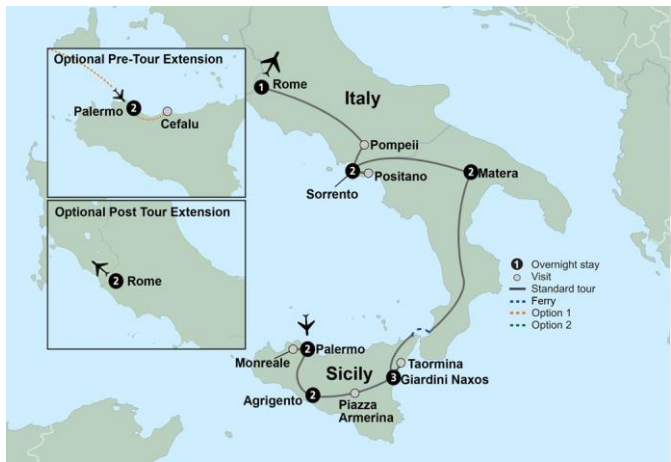 Optional Pre-Tour Extension
Palermo
2
Cefalu
Optional Post Tour Extension
2
Rome
1
Rome
Italy
Pompeii
2
Sorrento
Positano
2
Matera
1
Overnight stay
Visit
Standard tour
Ferry
Option 1
Option 2
2
Palermo
Monreale
Sicily
Taormina
3
Giardini Naxos
Agrigento
2
Piazza
Armerina